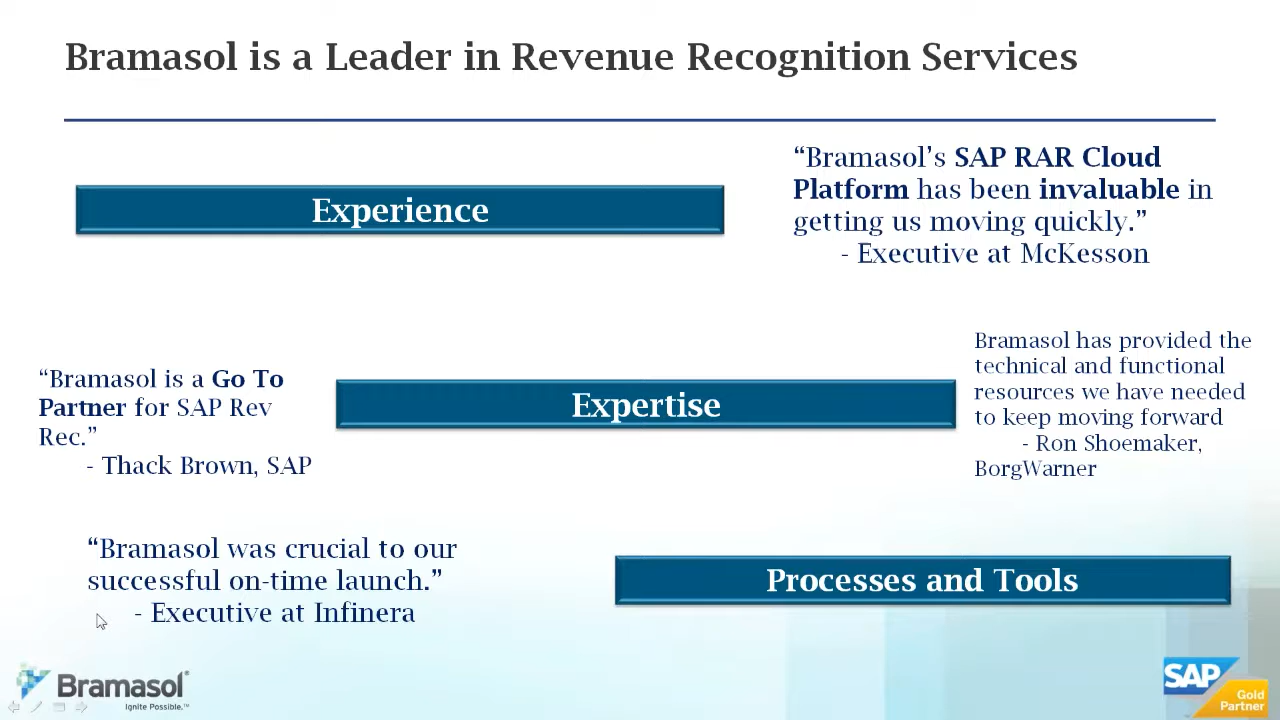 Bramasol is a Leader in Revenue Recognition Services
Experience
“Bramasol’s SAP RAR Cloud
Platform has been invaluable in
getting us moving quickly.”
- Executive at McKesson
“Bramasol is a Go To
Partner for SAP Rev
Rec.”
- Thack Brown, SAP
Expertise
Bramasol has provided the
technical and functional
resources we have needed
to keep moving forward
- Ron Shoemaker,
BorgWarner
“Bramasol was crucial to our
successful on-time launch.”
- Executive at Infinera
Processes and Tools
Bramasol®
Ignite Possible.™
SAP
Gold
Partner